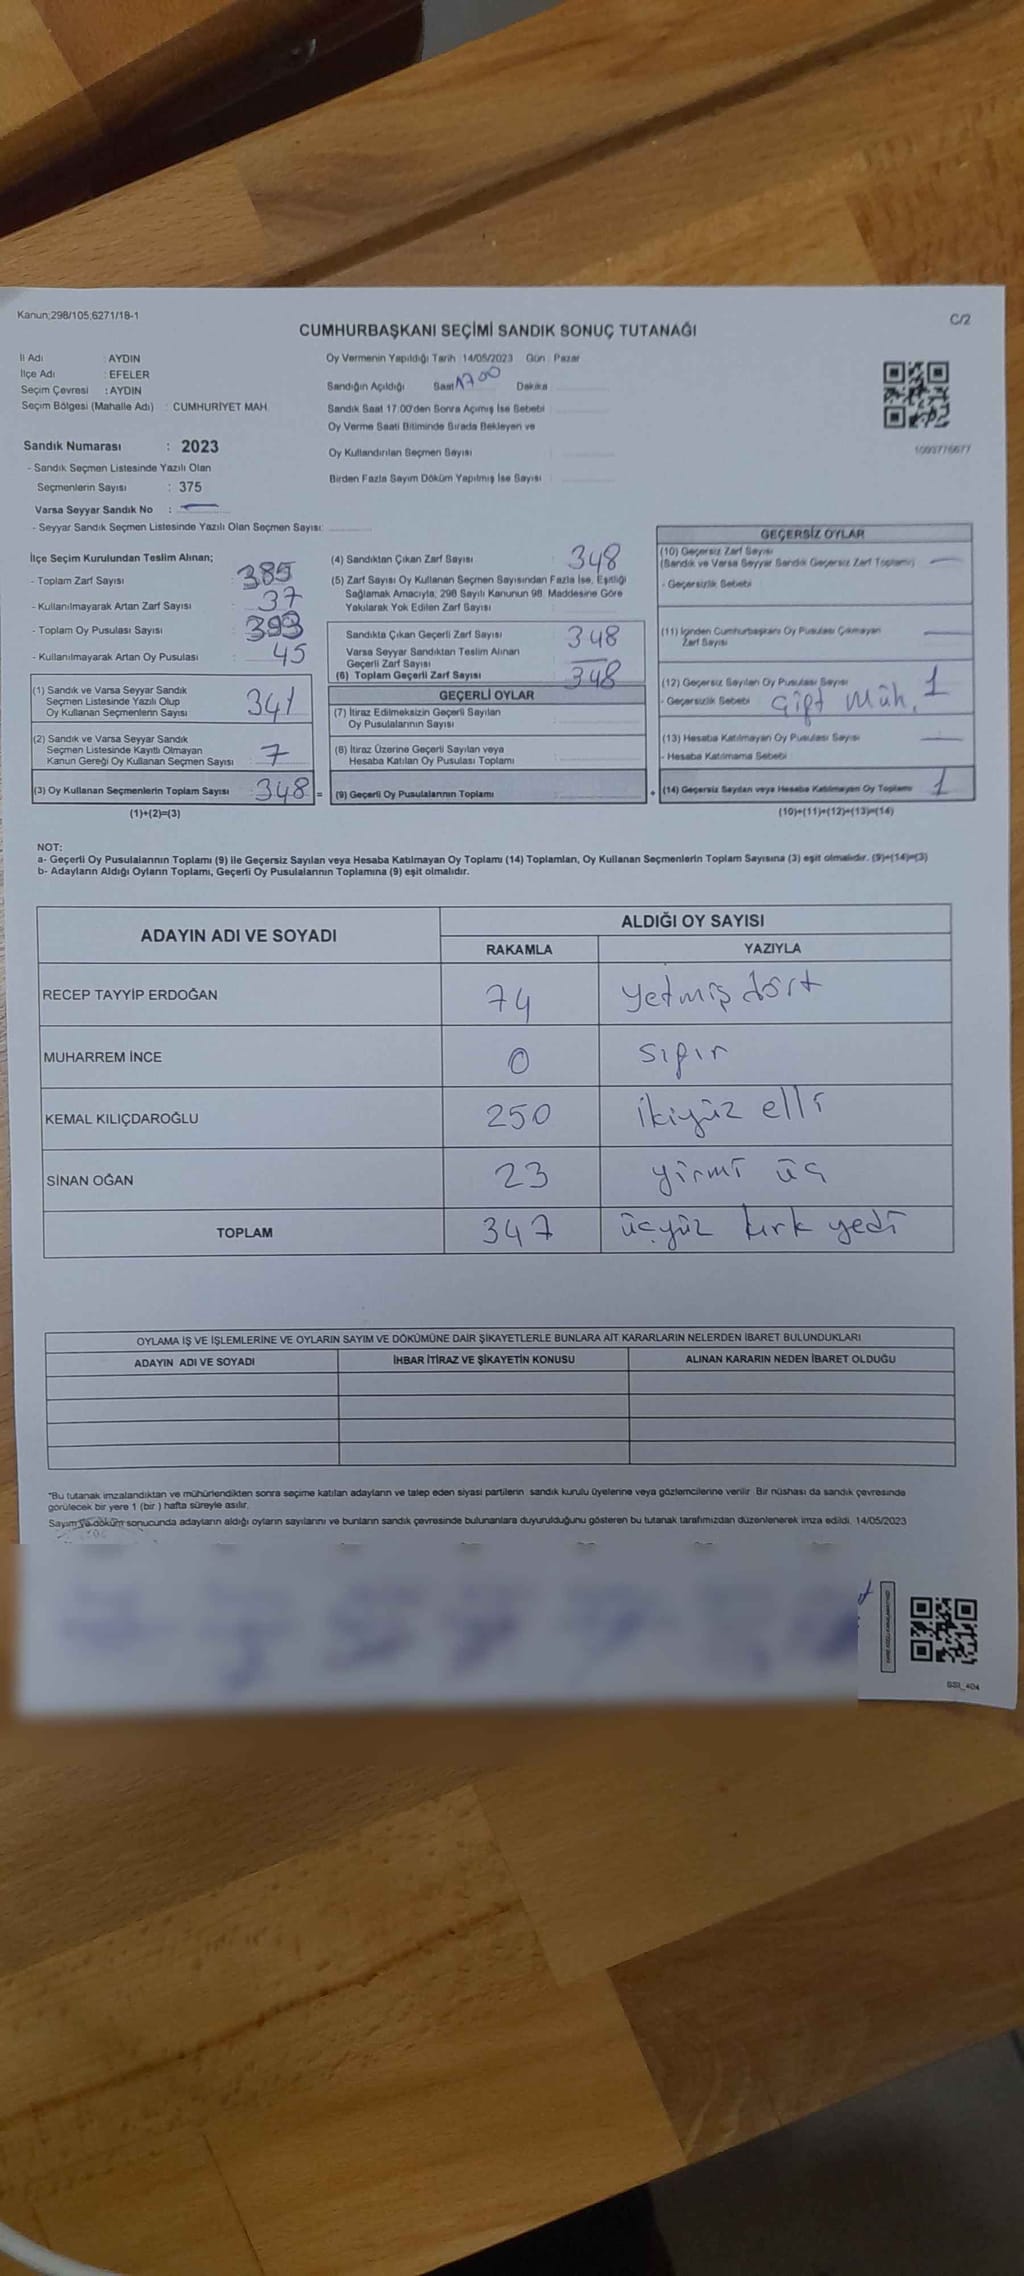 Kanun;298/105,6271/18-1
C/2
CUMHURBAŞKANI SEÇİMİ SANDIK SONUÇ TUTANAĞI
İl Adı : AYDIN
İlçe Adı : EFELER
Seçim Çevresi : AYDIN
Seçim Bölgesi (Mahalle Adı) : CUMHURİYET MAH.
Oy Vermenin Yapıldığı Tarih : 14/05/2023 Gün : Pazar
Sandığın Açıldığı Saat 17 00 Dakika
Sandık Saat 17:00'den Sonra Açımış İse Sebebi :
Oy Verme Saati Bitiminde Sırada Bekleyen ve
Oy Kullandırılan Seçmen Sayısı :
Birden Fazla Sayım Döküm Yapılmış İse Sayısı :
1093776677
Sandık Numarası : 2023
- Sandık Seçmen Listesinde Yazılı Olan
Seçmenlerin Sayısı : 375
Varsa Seyyar Sandık No : —
- Seyyar Sandık Seçmen Listesinde Yazılı Olan Seçmen Sayısı:
İlçe Seçim Kurulundan Teslim Alınan;
- Toplam Zarf Sayısı : 385
- Kullanılmayarak Artan Zarf Sayısı : 37
- Toplam Oy Pusulası Sayısı : 393
- Kullanılmayarak Artan Oy Pusulası : 45
(1) Sandık ve Varsa Seyyar Sandık
Seçmen Listesinde Yazılı Olup
Oy Kullanan Seçmenlerin Sayısı 341
(2) Sandık ve Varsa Seyyar Sandık
Seçmen Listesinde Kayıtlı Olmayan
Kanun Gereği Oy Kullanan Seçmen Sayısı : 7
(3) Oy Kullanan Seçmenlerin Toplam Sayısı : 348 =
(1)+(2)=(3)
(4) Sandıktan Çıkan Zarf Sayısı : 348
(5) Zarf Sayısı Oy Kullanan Seçmen Sayısından Fazla İse, Eşitliği
Sağlamak Amacıyla, 298 Sayılı Kanunun 98. Maddesine Göre
Yakılarak Yok Edilen Zarf Sayısı :
Sandıkta Çıkan Geçerli Zarf Sayısı : 348
Varsa Seyyar Sandıktan Teslim Alınan
Geçerli Zarf Sayısı : —
(6) Toplam Geçerli Zarf Sayısı : 348
GEÇERLİ OYLAR
(7) İtiraz Edilmeksizin Geçerli Sayılan
Oy Pusulalarının Sayısı
(8) İtiraz Üzerine Geçerli Sayılan veya
Hesaba Katılan Oy Pusulası Toplamı
(9) Geçerli Oy Pusulalarının Toplamı : +
GEÇERSİZ OYLAR
(10) Geçersiz Zarf Sayısı
(Sandık ve Varsa Seyyar Sandık Geçersiz Zarf Toplamı) —
- Geçersizlik Sebebi
(11) İçinden Cumhurbaşkanı Oy Pusulası Çıkmayan
Zarf Sayısı —
(12) Geçersiz Sayılan Oy Pusulası Sayısı 1
- Geçersizlik Sebebi Çift Müh.
(13) Hesaba Katılmayan Oy Pusulası Sayısı —
- Hesaba Katılmama Sebebi
(14) Geçersiz Sayılan veya Hesaba Katılmayan Oy Toplamı 1
(10)+(11)+(12)+(13)=(14)
NOT:
a- Geçerli Oy Pusulalarının Toplamı (9) ile Geçersiz Sayılan veya Hesaba Katılmayan Oy Toplamı (14) Toplamları, Oy Kullanan Seçmenlerin Toplam Sayısına (3) eşit olmalıdır. (9)+(14)=(3)
b- Adayların Aldığı Oyların Toplamı, Geçerli Oy Pusulalarının Toplamına (9) eşit olmalıdır.
ADAYIN ADI VE SOYADI ALDIĞI OY SAYISI
RAKAMLA YAZIYLA
RECEP TAYYİP ERDOĞAN 74 yetmiş dört
MUHARREM İNCE 0 sıfır
KEMAL KILIÇDAROĞLU 250 ikiyüz elli
SİNAN OĞAN 23 yirmi üç
TOPLAM 347 üçyüz kırk yedi
OYLAMA İŞ VE İŞLEMLERİNE VE OYLARIN SAYIM VE DÖKÜMÜNE DAİR ŞİKAYETLERLE BUNLARA AİT KARARLARIN NELERDEN İBARET BULUNDUKLARI
ADAYIN ADI VE SOYADI İHBAR İTİRAZ VE ŞİKAYETİN KONUSU ALINAN KARARIN NEDEN İBARET OLDUĞU
"Bu tutanak imzalandıktan ve mühürlendikten sonra seçime katılan adayların ve talep eden siyasi partilerin sandık kurulu üyelerine veya gözlemcilerine verilir. Bir nüshası da sandık çevresinde
görülecek bir yere 1 (bir ) hafta süreyle asılır.
Sayım ve döküm sonucunda adayların aldığı oyların sayılarını ve bunların sandık çevresinde bulunanlara duyurulduğunu gösteren bu tutanak tarafımızdan düzenlenerek imza edildi. 14/05/2023
SSI_404